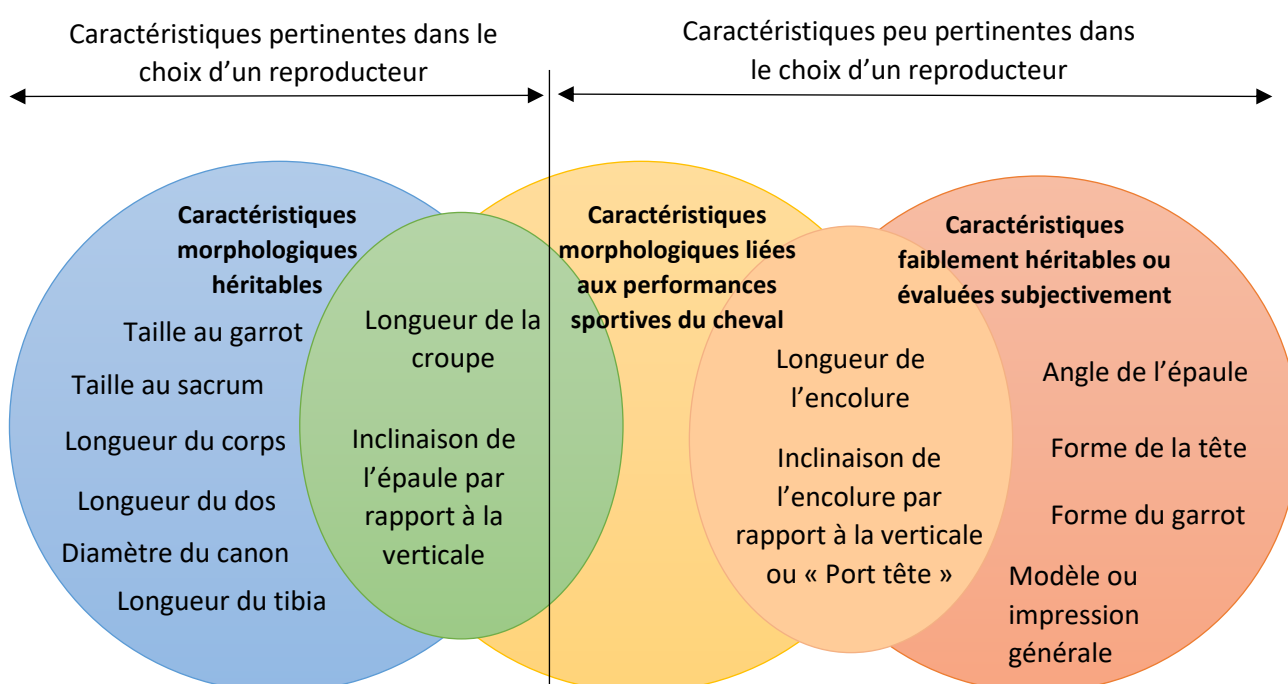 Caractéristiques pertinentes dans le
choix d’un reproducteur
Caractéristiques peu pertinentes dans
le choix d’un reproducteur
Caractéristiques
morphologiques
héritables
Taille au garrot
Taille au sacrum
Longueur du corps
Longueur du dos
Diamètre du canon
Longueur du tibia
Longueur de la
croupe
Inclinaison de
l’épaule par
rapport à la
verticale
Caractéristiques
morphologiques liées
aux performances
sportives du cheval
Longueur de
l’encolure
Inclinaison de
l’encolure par
rapport à la verticale
ou « Port tête »
Caractéristiques
faiblement héritables ou
évaluées subjectivement
Angle de l’épaule
Forme de la tête
Forme du garrot
Modèle ou
impression
générale